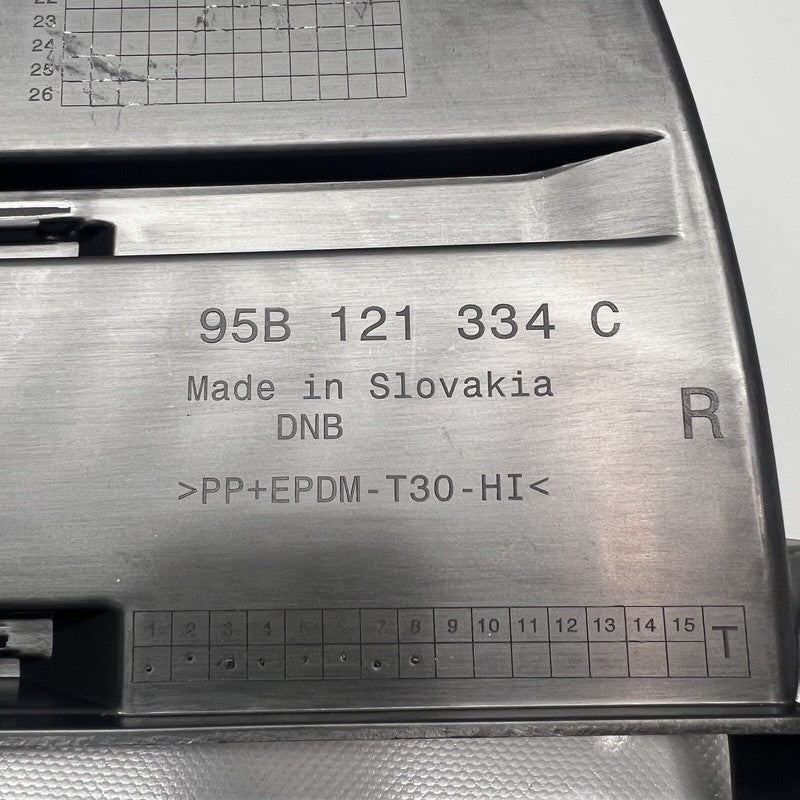 22
23
24
25
26
95B 121 334 C
Made in Slovakia
DNB
R
>PP+EPDM-T30-HI<
1 2 3 4 5 6 7 8 9 10 11 12 13 14 15 T